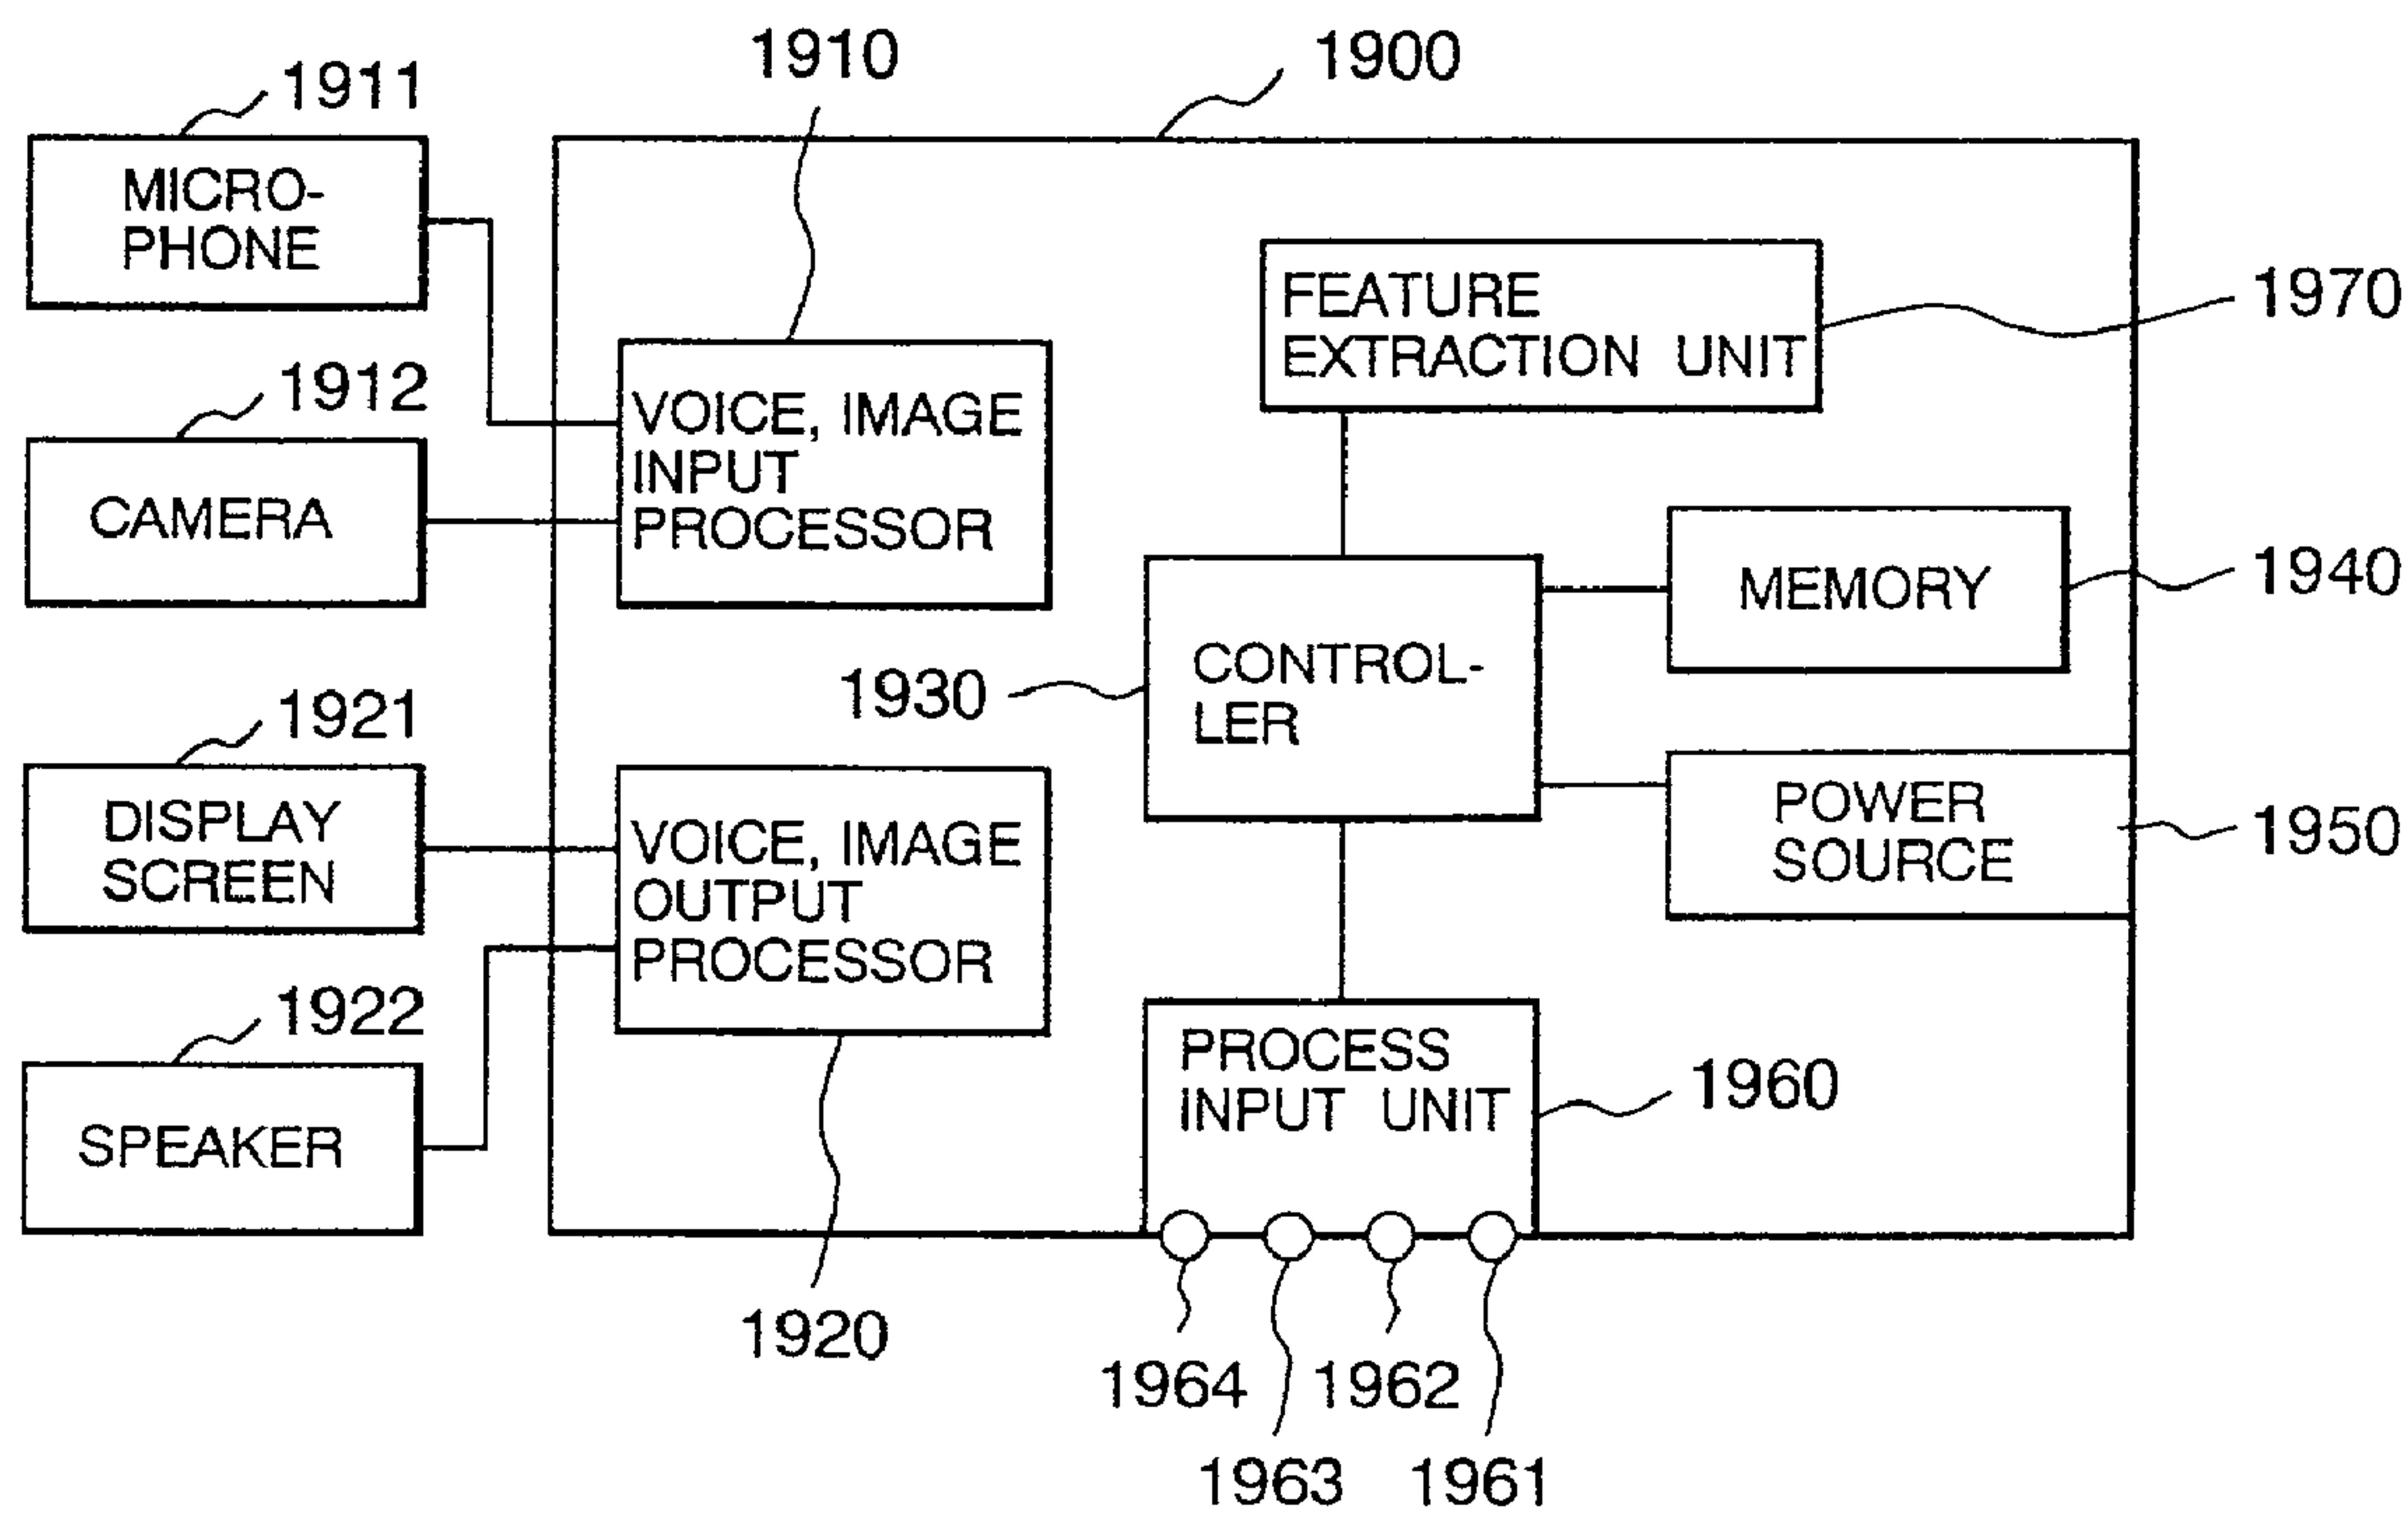 1910
1900
1911
MICRO-
PHONE
FEATURE
EXTRACTION UNIT
1970
1912
CAMERA
VOICE, IMAGE
INPUT
PROCESSOR
MEMORY
1940
1930
CONTROL-
LER
1921
DISPLAY
SCREEN
VOICE, IMAGE
OUTPUT
PROCESSOR
POWER
SOURCE
1950
1922
SPEAKER
PROCESS
INPUT UNIT
1960
1920
1964
1962
1963
1961